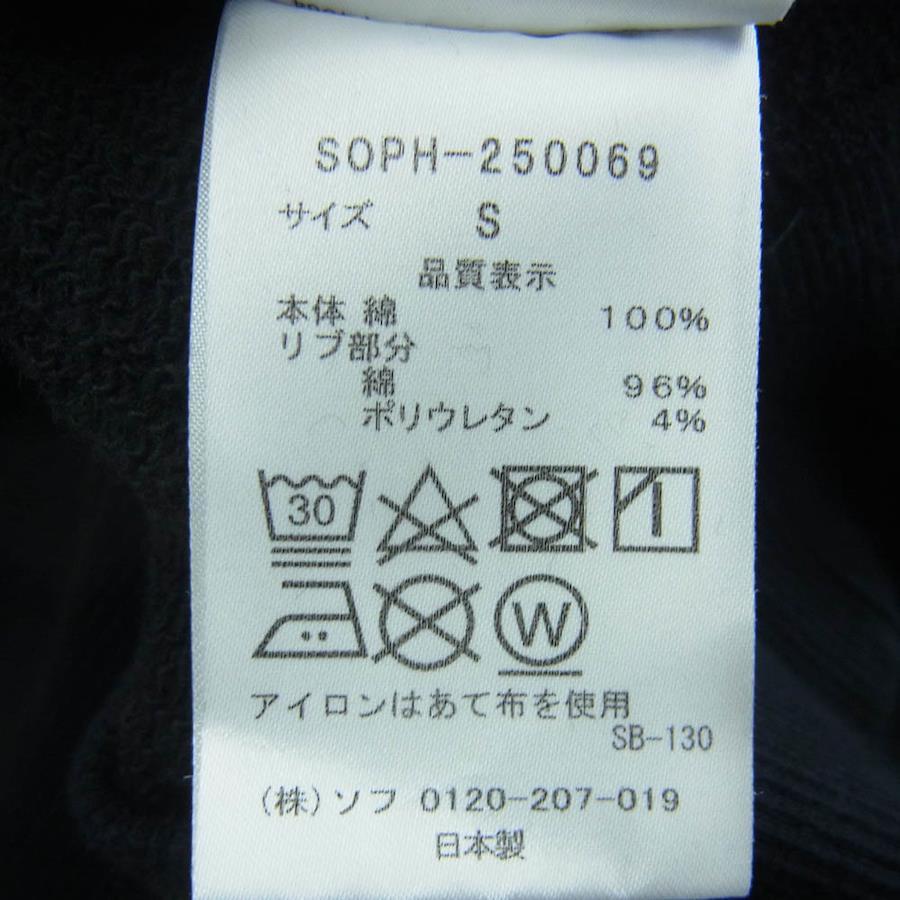 SOPH-250069
サイズ S
品質表示
本体 綿 100%
リブ部分
綿 96%
ポリウレタン 4%
30
W
アイロンはあて布を使用
SB-130
(株)ソフ 0120-207-019
日本製